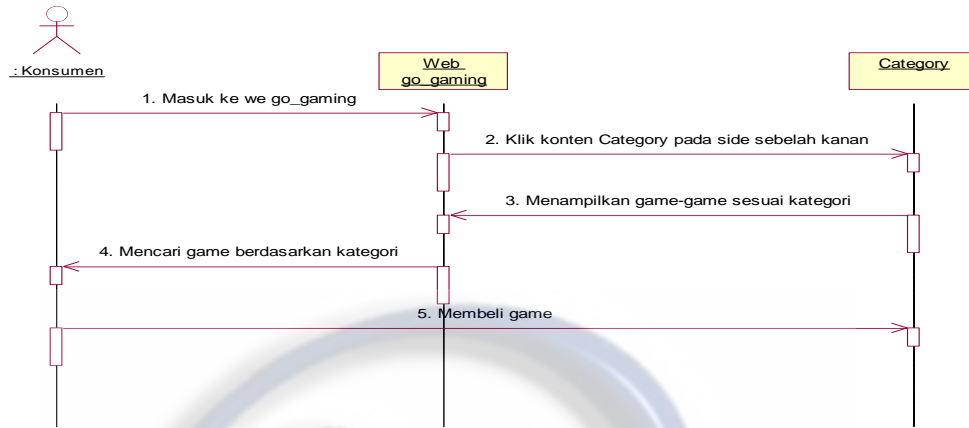 : Konsumen
Web
go_gaming
Category
1. Masuk ke we go_gaming
2. Klik konten Category pada side sebelah kanan
3. Menampilkan game-game sesuai kategori
4. Mencari game berdasarkan kategori
5. Membeli game